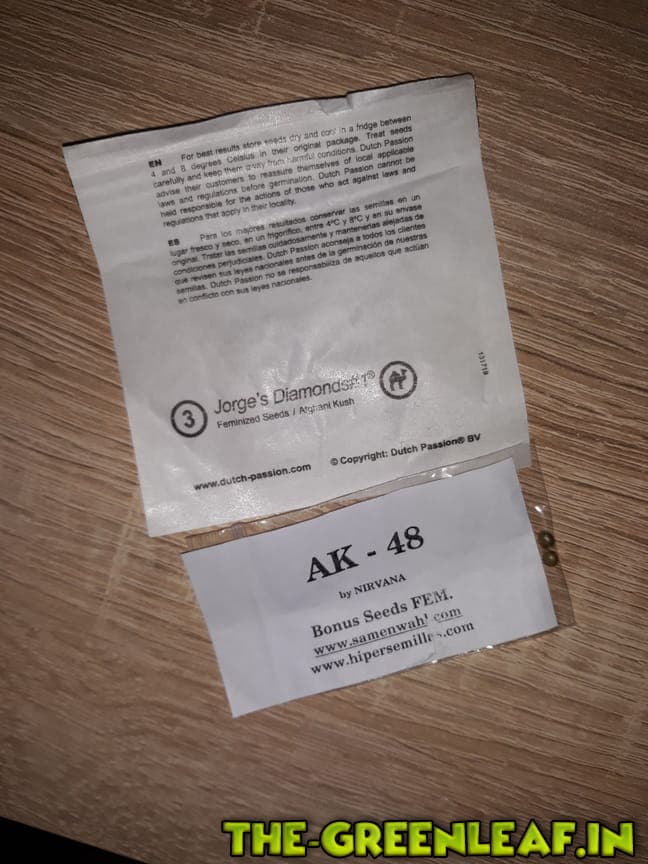 EN For best results store seeds dry and cool in a fridge between
4 and 8 degrees Celsius in their original package. Treat seeds
carefully and keep them away from harmful conditions. Dutch Passion
advise their customers to reassure themselves of local applicable
laws and regulations before germination. Dutch Passion cannot be
held responsible for the actions of those who act against laws and
regulations that apply in their locality.
ES Para los mejores resultados conservar las semillas en un
lugar fresco y seco, en un frigorífico, entre 4ºC y 8ºC y en su envase
original. Tratar las semillas cuidadosamente y mantenerlas alejadas de
condiciones perjudiciales. Dutch Passion aconseja a todos los clientes
que revisen sus leyes nacionales antes de la germinación de nuestras
semillas. Dutch Passion no se responsabiliza de aquellos que actúan
en conflicto con sus leyes nacionales.
131718
3 Jorge's Diamonds#1®
Feminized Seeds / Afghani Kush
www.dutch-passion.com © Copyright: Dutch Passion® BV
AK - 48
by NIRVANA
Bonus Seeds FEM.
www.samenwahl.com
www.hipersemillas.com
THE-GREENLEAF.IN